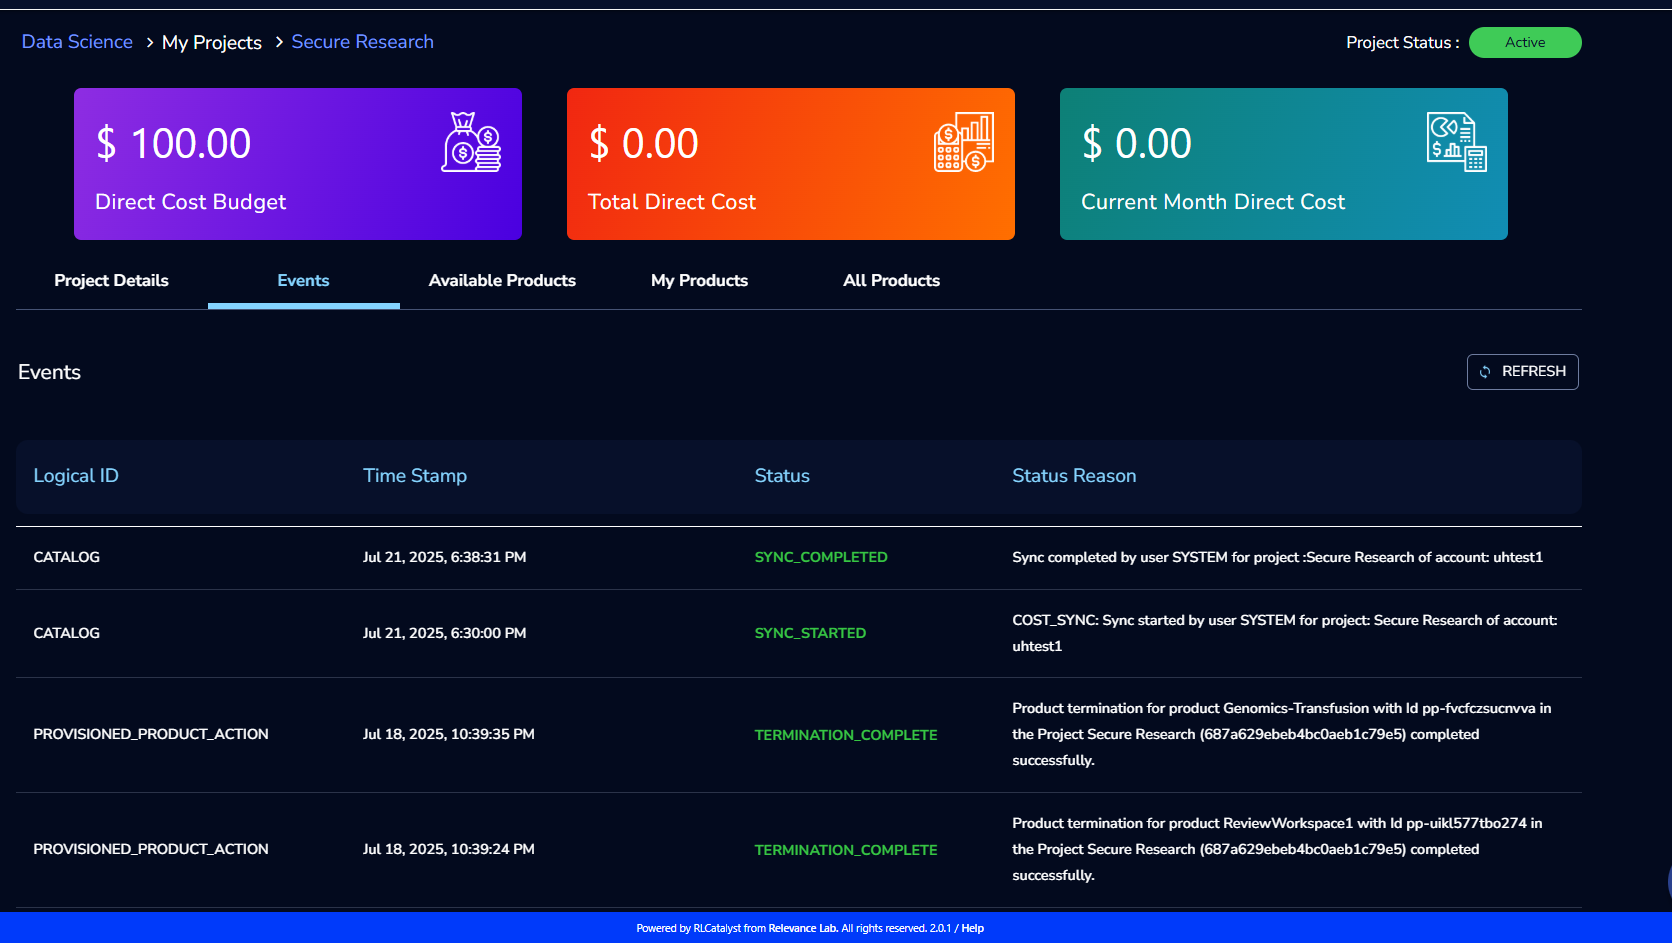 Data Science > My Projects > Secure Research
Project Status : Active
$ 100.00
Direct Cost Budget
$ 0.00
Total Direct Cost
$ 0.00
Current Month Direct Cost
Project Details Events Available Products My Products All Products
Events
REFRESH
Logical ID Time Stamp Status Status Reason
CATALOG Jul 21, 2025, 6:38:31 PM SYNC_COMPLETED Sync completed by user SYSTEM for project :Secure Research of account: uhtest1
CATALOG Jul 21, 2025, 6:30:00 PM SYNC_STARTED COST_SYNC: Sync started by user SYSTEM for project: Secure Research of account:
uhtest1
PROVISIONED_PRODUCT_ACTION Jul 18, 2025, 10:39:35 PM TERMINATION_COMPLETE Product termination for product Genomics-Transfusion with Id pp-fvcfczsucnvva in
the Project Secure Research (687a629ebeb4bc0aeb1c79e5) completed
successfully.
PROVISIONED_PRODUCT_ACTION Jul 18, 2025, 10:39:24 PM TERMINATION_COMPLETE Product termination for product ReviewWorkspace1 with Id pp-uikl577tbo274 in
the Project Secure Research (687a629ebeb4bc0aeb1c79e5) completed
successfully.
Powered by RLCatalyst from Relevance Lab. All rights reserved. 2.0.1 / Help